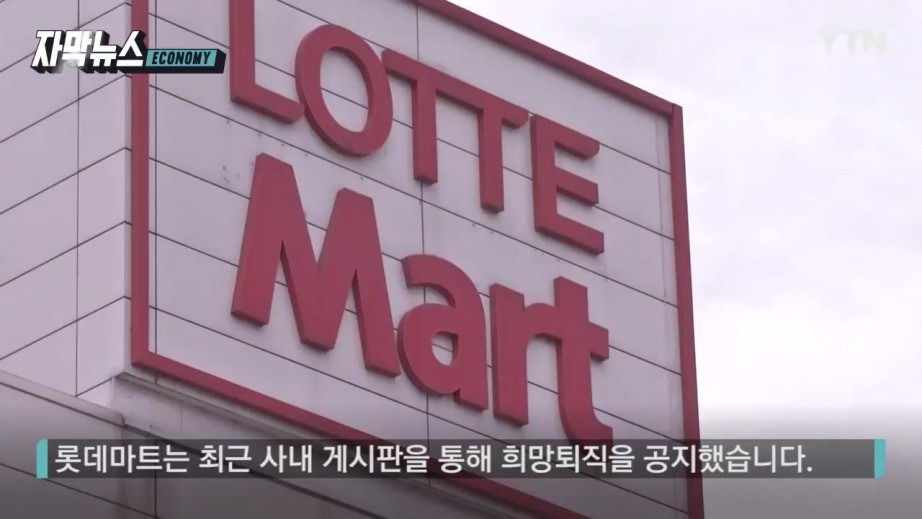 자막뉴스
ECONOMY
YTN
LOTTE
Mart
롯데마트는 최근 사내 게시판을 통해 희망퇴직을 공지했습니다.